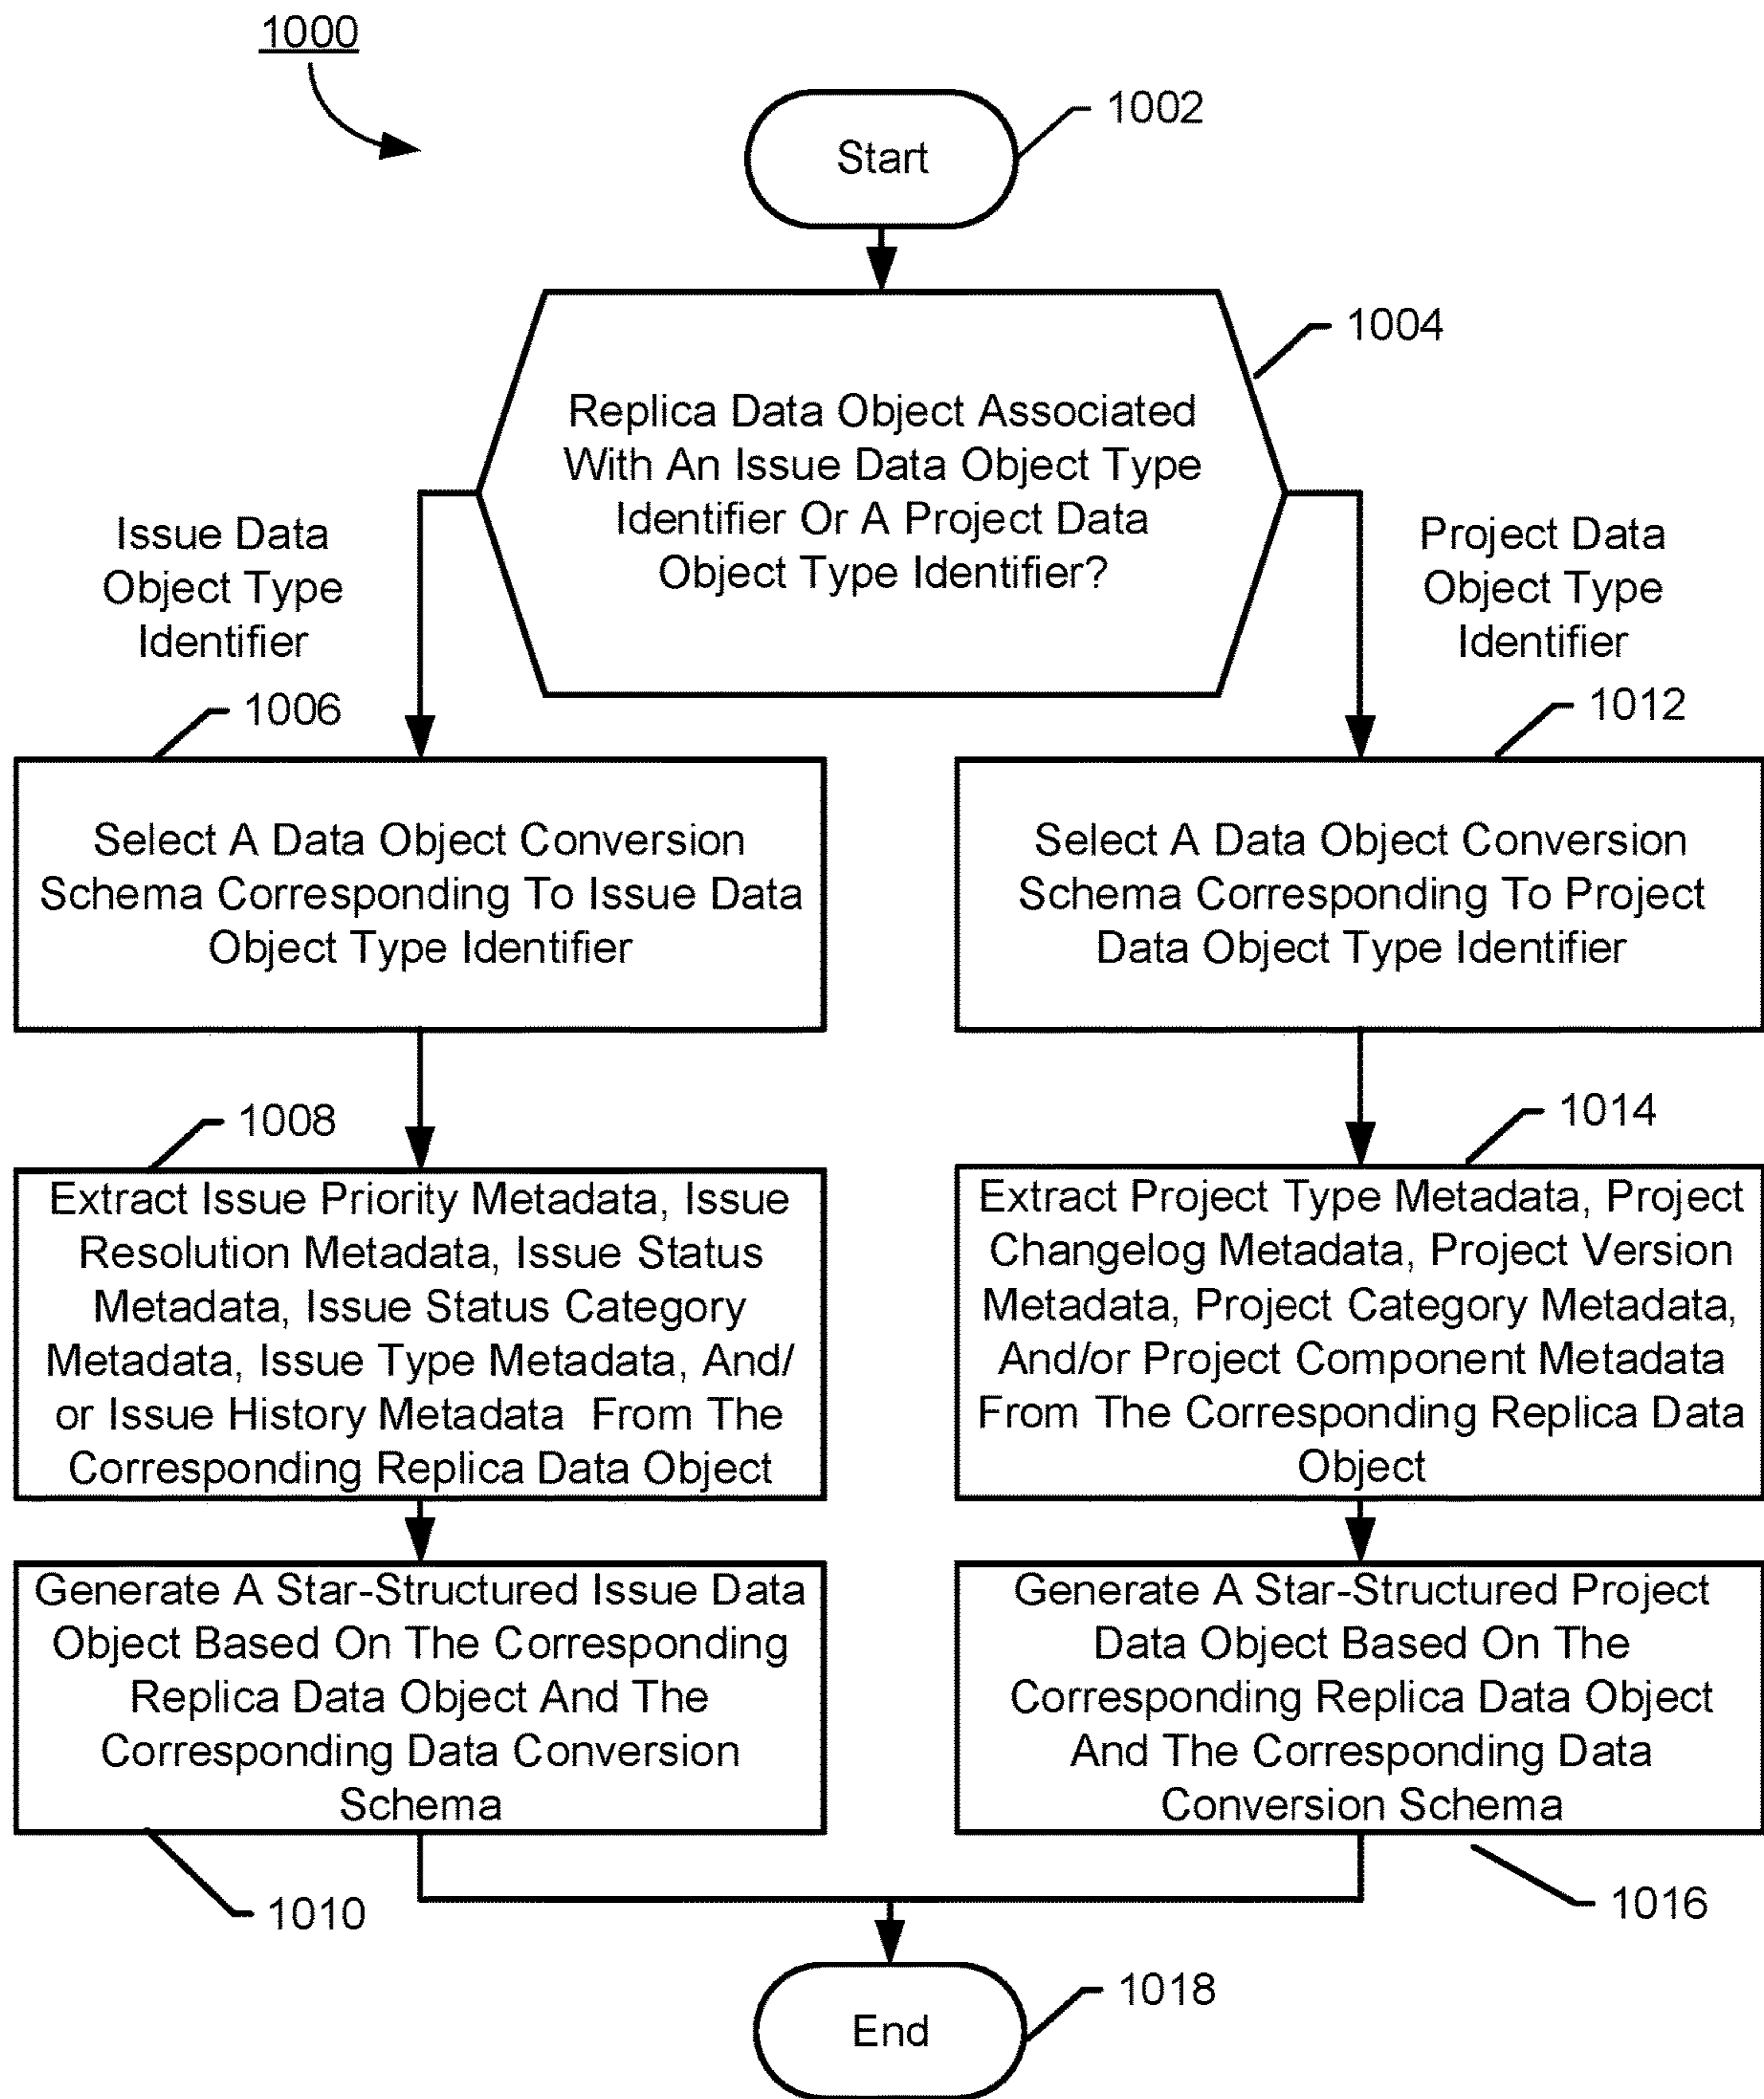 1000
1002
Start
1004
Replica Data Object Associated
With An Issue Data Object Type
Identifier Or A Project Data
Object Type Identifier?
Issue Data
Object Type
Identifier
Project Data
Object Type
Identifier
1006
Select A Data Object Conversion
Schema Corresponding To Issue Data
Object Type Identifier
1012
Select A Data Object Conversion
Schema Corresponding To Project
Data Object Type Identifier
1008
Extract Issue Priority Metadata, Issue
Resolution Metadata, Issue Status
Metadata, Issue Status Category
Metadata, Issue Type Metadata, And/
or Issue History Metadata From The
Corresponding Replica Data Object
1014
Extract Project Type Metadata, Project
Changelog Metadata, Project Version
Metadata, Project Category Metadata,
And/or Project Component Metadata
From The Corresponding Replica Data
Object
Generate A Star-Structured Issue Data
Object Based On The Corresponding
Replica Data Object And The
Corresponding Data Conversion
Schema
1010
Generate A Star-Structured Project
Data Object Based On The
Corresponding Replica Data Object
And The Corresponding Data
Conversion Schema
1016
End
1018